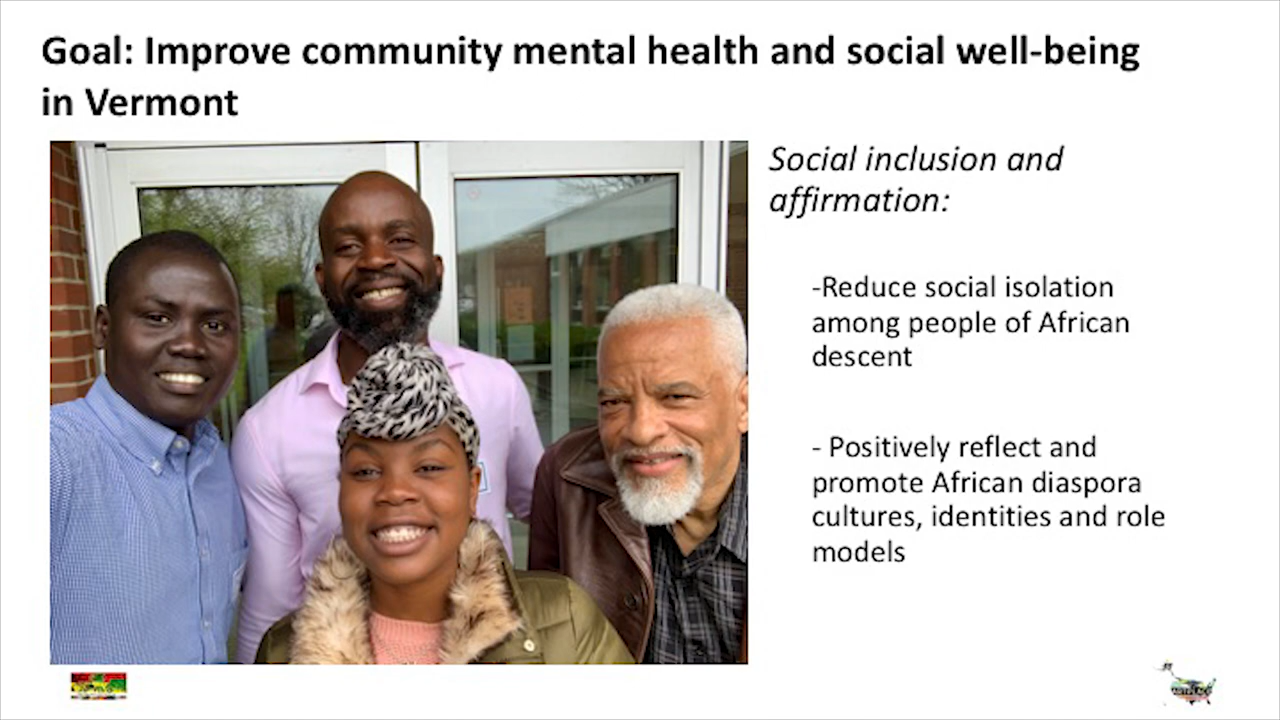 Goal: Improve community mental health and social well-being
in Vermont
Social inclusion and
affirmation:
-Reduce social isolation
among people of African
descent
- Positively reflect and
promote African diaspora
cultures, identities and role
models
ARTPLACE